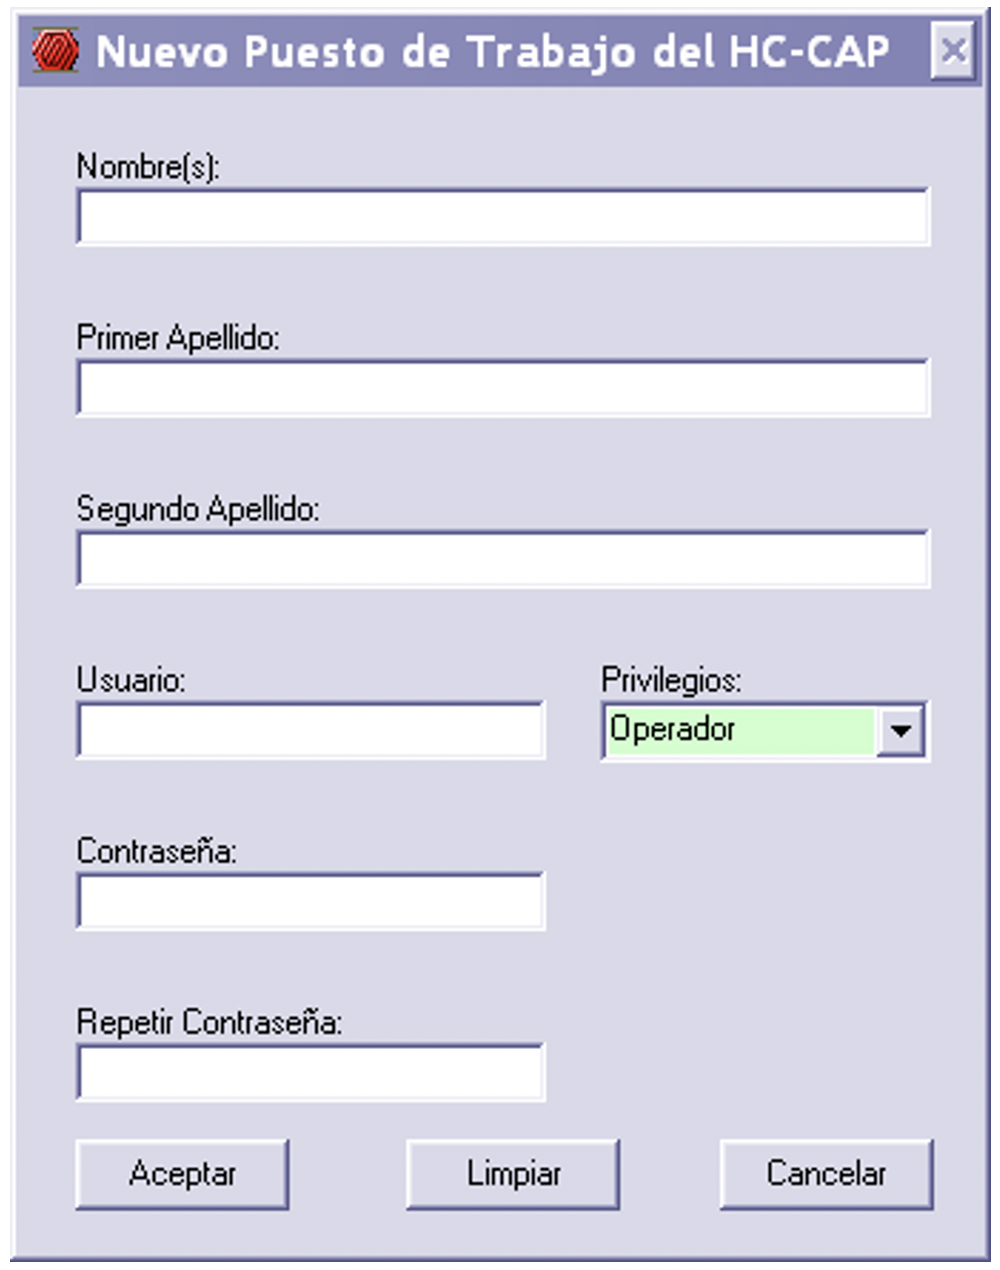 Nuevo Puesto de Trabajo del HC-CAP
Nombre(s):
Primer Apellido:
Segundo Apellido:
Usuario:
Privilegios:
Operador
Contraseña:
Repetir Contraseña:
Aceptar
Limpiar
Cancelar